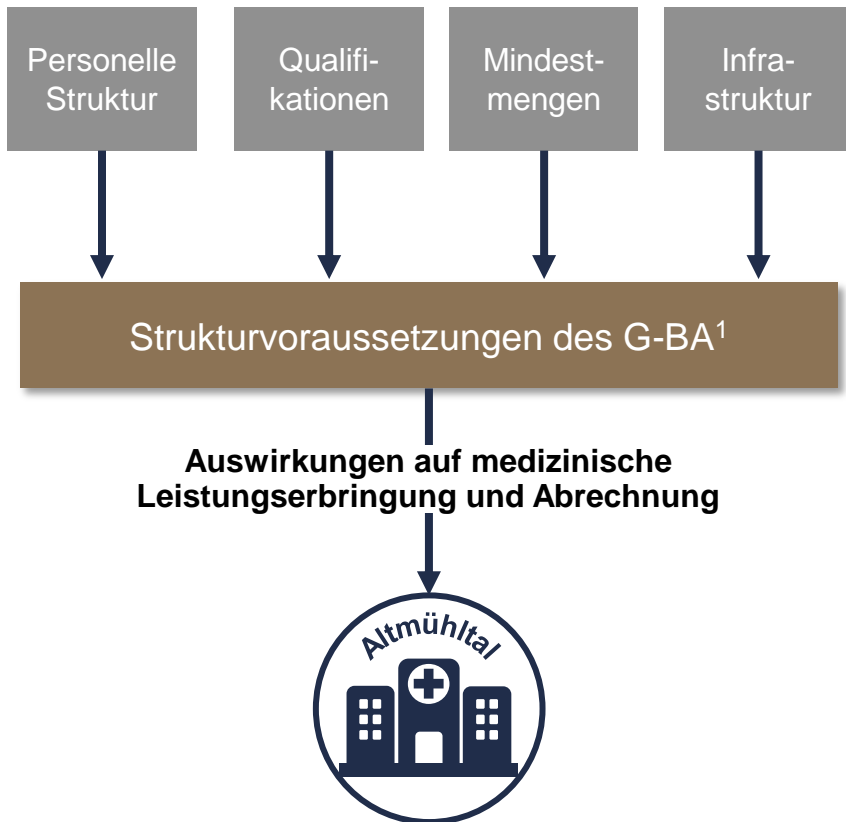 Personelle
Struktur
Qualifi-
kationen
Mindest-
mengen
Infra-
struktur
Strukturvoraussetzungen des G-BA¹
Auswirkungen auf medizinische
Leistungserbringung und Abrechnung
Altmühltal